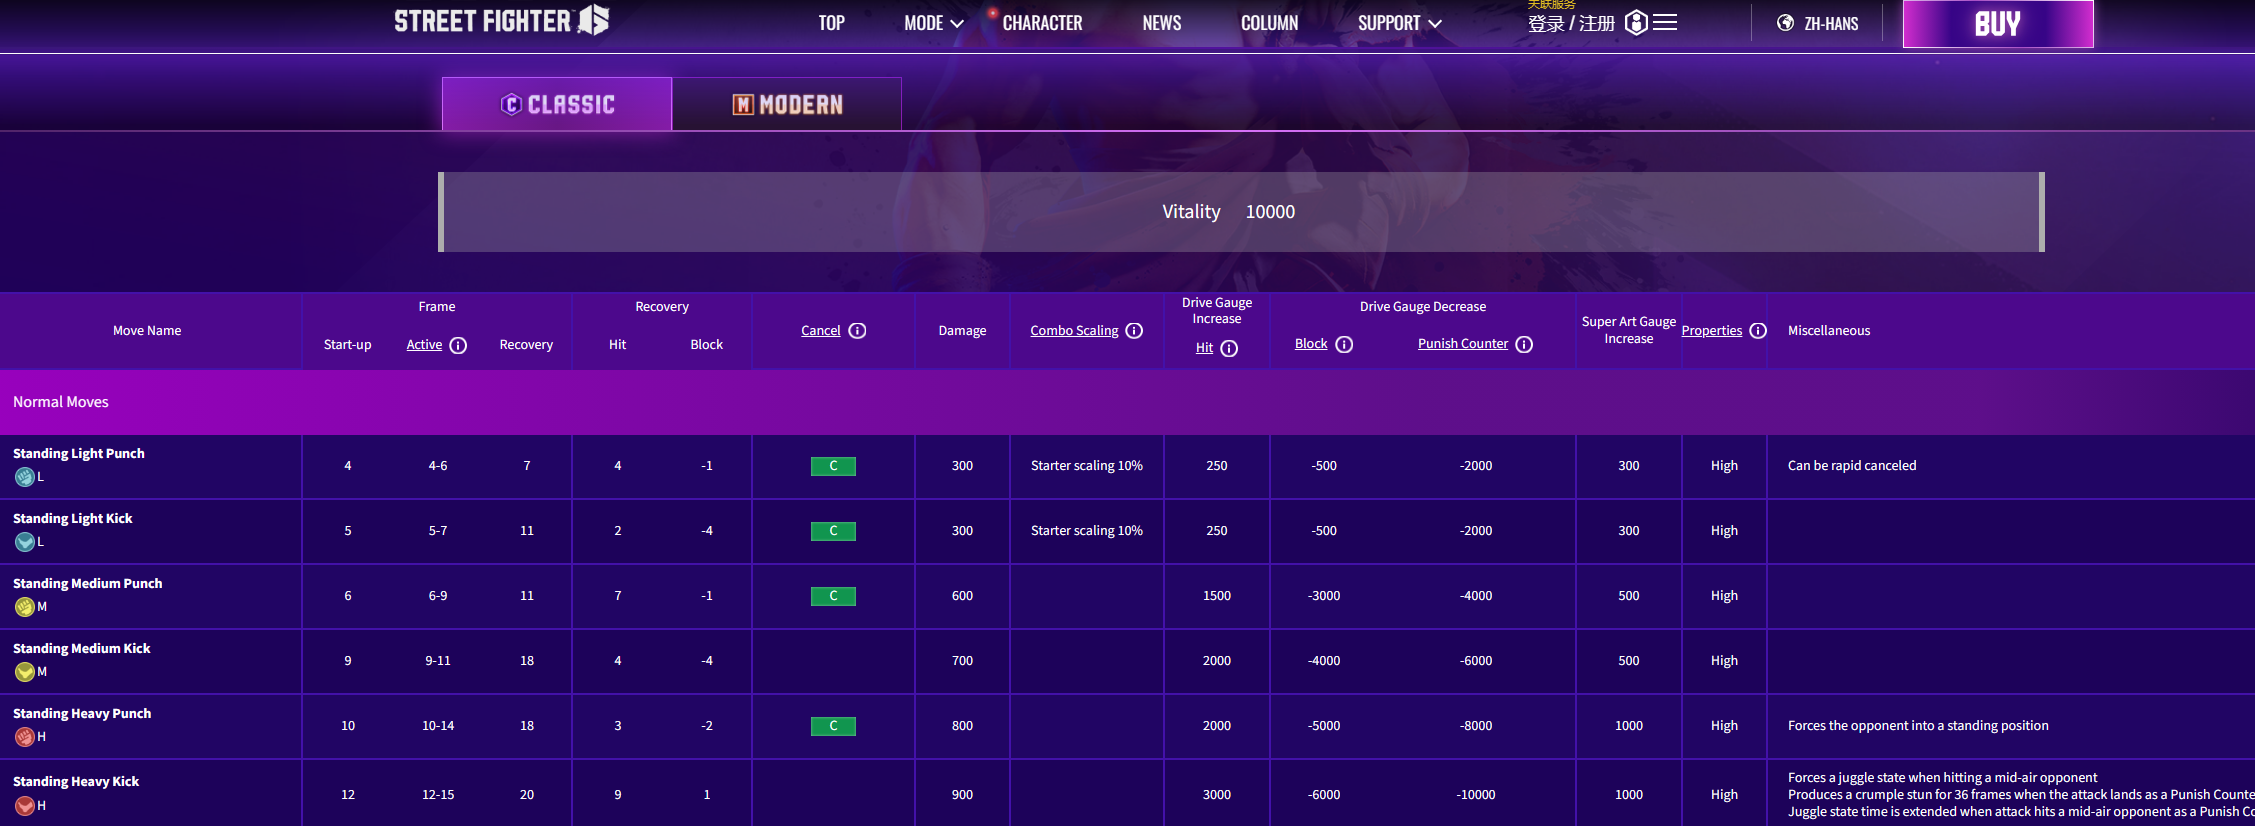 关联服务
STREET FIGHTER 6 TOP MODE CHARACTER NEWS COLUMN SUPPORT 登录 / 注册 ZH-HANS BUY
C CLASSIC M MODERN
Vitality 10000
Move Name Frame Start-up Active Recovery Recovery Hit Block Cancel Damage Combo Scaling Drive Gauge Increase Hit Drive Gauge Decrease Block Punish Counter Super Art Gauge Increase Properties Miscellaneous
Normal Moves
Standing Light Punch
L 4 4-6 7 4 -1 C 300 Starter scaling 10% 250 -500 -2000 300 High Can be rapid canceled
Standing Light Kick
L 5 5-7 11 2 -4 C 300 Starter scaling 10% 250 -500 -2000 300 High
Standing Medium Punch
M 6 6-9 11 7 -1 C 600 1500 -3000 -4000 500 High
Standing Medium Kick
M 9 9-11 18 4 -4 700 2000 -4000 -6000 500 High
Standing Heavy Punch
H 10 10-14 18 3 -2 C 800 2000 -5000 -8000 1000 High Forces the opponent into a standing position
Standing Heavy Kick
H 12 12-15 20 9 1 900 3000 -6000 -10000 1000 High
Forces a juggle state when hitting a mid-air opponent
Produces a crumple stun for 36 frames when the attack lands as a Punish Counte
Juggle state time is extended when attack hits a mid-air opponent as a Punish Co